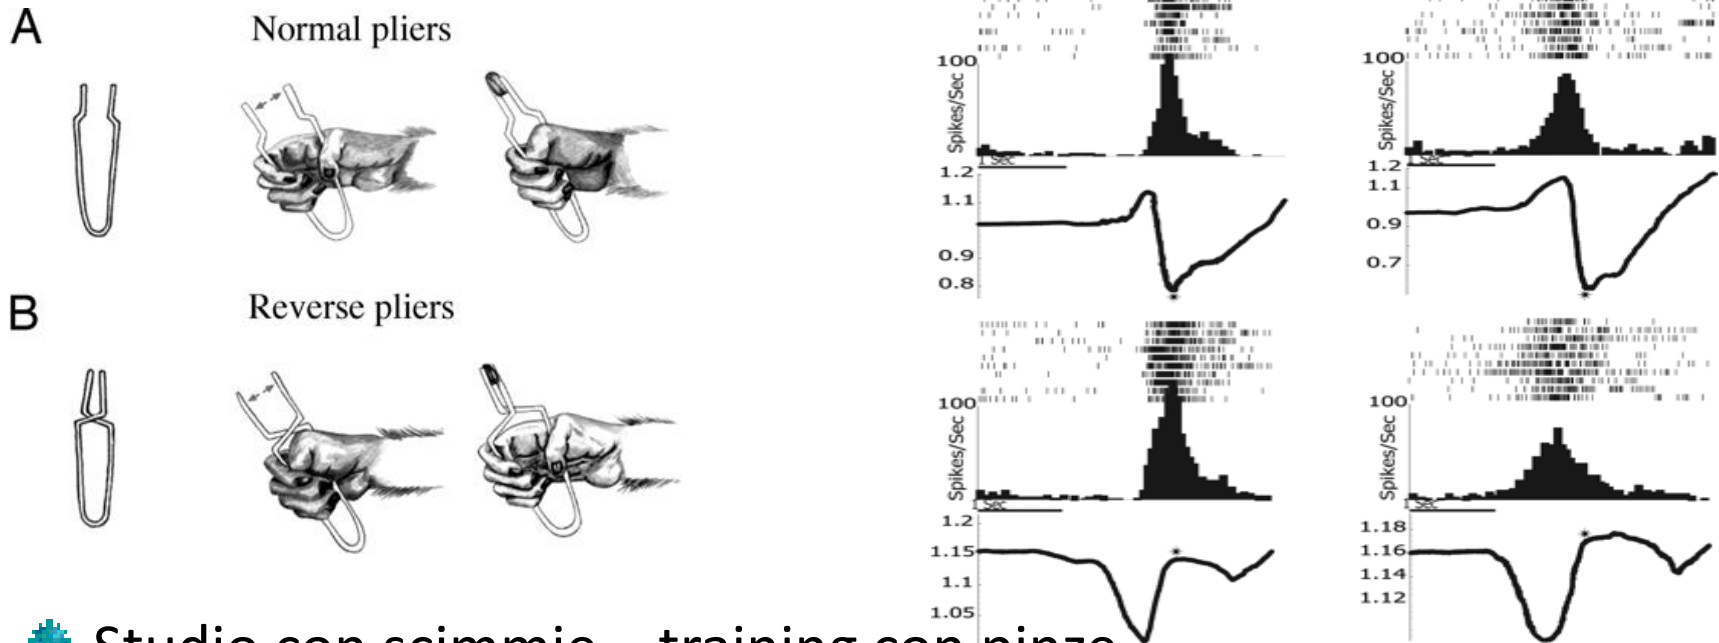 A
Normal pliers
B
Reverse pliers
100
Spikes/Sec
1 Sec
1.2
1.1
0.9
0.8
*
100
Spikes/Sec
1 Sec
1.2
1.1
0.9
0.7
*
100
Spikes/Sec
1 Sec
1.2
1.15
1.1
1.05
*
100
Spikes/Sec
1 Sec
1.18
1.16
1.14
1.12
*
Studio con scimmie – training con pinze